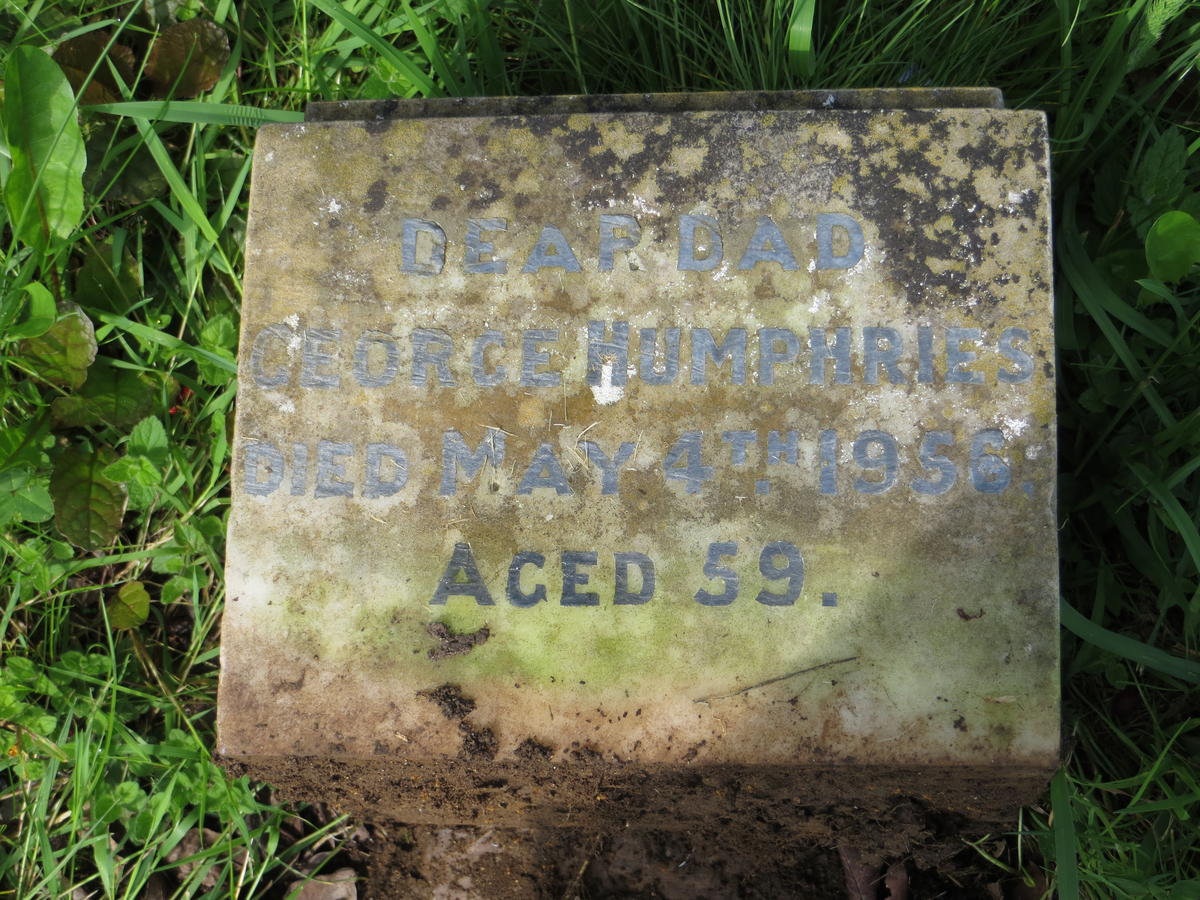 DEAR DAD
GEORGE HUMPHRIES
DIED MAY 4TH. 1956.
AGED 59.